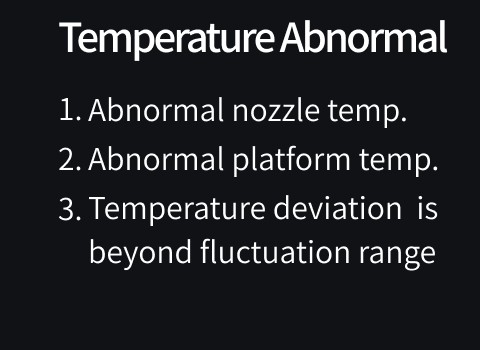 Temperature Abnormal
1. Abnormal nozzle temp.
2. Abnormal platform temp.
3. Temperature deviation is
beyond fluctuation range